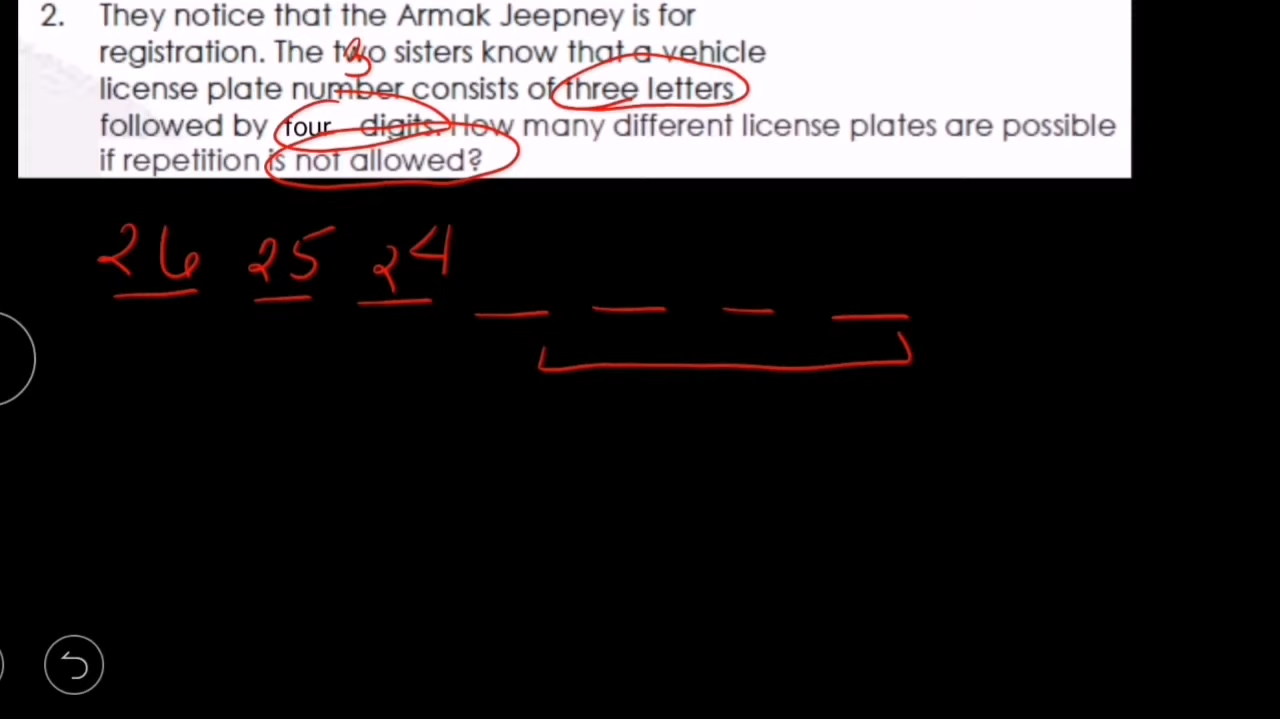 2. They notice that the Armak Jeepney is for
registration. The two sisters know that a vehicle
3
license plate number consists of three letters
followed by four digits. How many different license plates are possible
if repetition is not allowed?
26 25 24